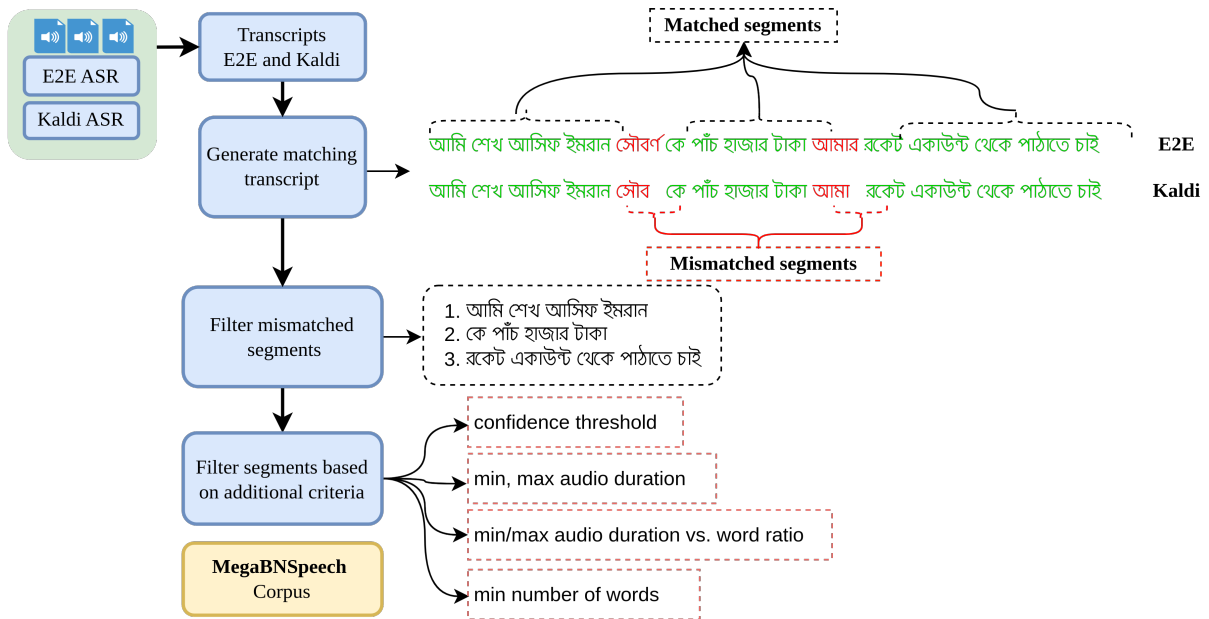 E2E ASR
Kaldi ASR
Transcripts
E2E and Kaldi
Generate matching
transcript
Matched segments
আমি শেখ আসিফ ইমরান সৌবর্ণ কে পাঁচ হাজার টাকা আমার রকেট একাউন্ট থেকে পাঠাতে চাই E2E
আমি শেখ আসিফ ইমরান সৌব কে পাঁচ হাজার টাকা আমা রকেট একাউন্ট থেকে পাঠাতে চাই Kaldi
Mismatched segments
Filter mismatched
segments
1. আমি শেখ আসিফ ইমরান
2. কে পাঁচ হাজার টাকা
3. রকেট একাউন্ট থেকে পাঠাতে চাই
Filter segments based
on additional criteria
confidence threshold
min, max audio duration
min/max audio duration vs. word ratio
min number of words
MegaBNSpeech
Corpus